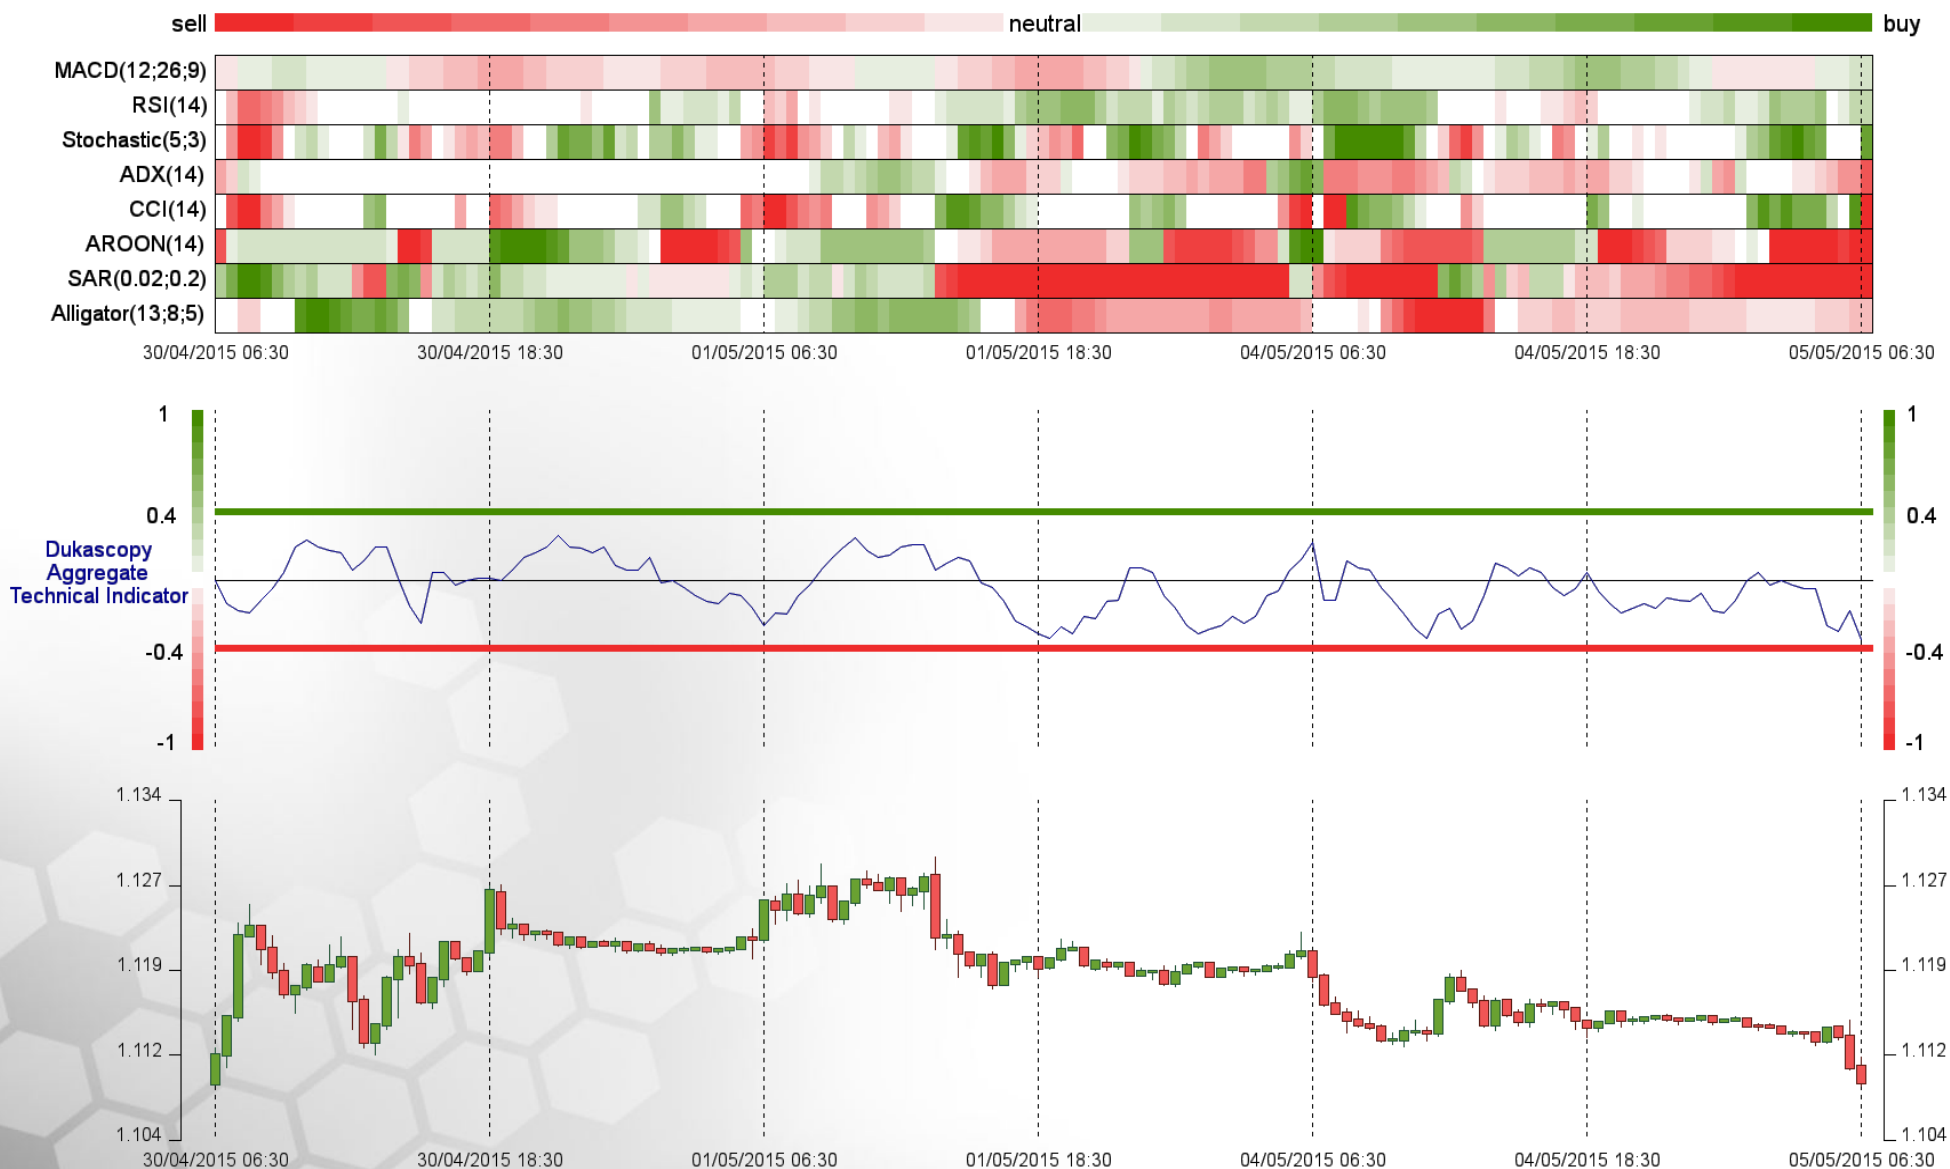 sell neutral buy
MACD(12;26;9)
RSI(14)
Stochastic(5;3)
ADX(14)
CCI(14)
AROON(14)
SAR(0.02;0.2)
Alligator(13;8;5)
30/04/2015 06:30 30/04/2015 18:30 01/05/2015 06:30 01/05/2015 18:30 04/05/2015 06:30 04/05/2015 18:30 05/05/2015 06:30
1 1
0.4 0.4
Dukascopy
Aggregate
Technical Indicator
-0.4 -0.4
-1 -1
1.134 1.134
1.127 1.127
1.119 1.119
1.112 1.112
1.104 1.104
30/04/2015 06:30 30/04/2015 18:30 01/05/2015 06:30 01/05/2015 18:30 04/05/2015 06:30 04/05/2015 18:30 05/05/2015 06:30